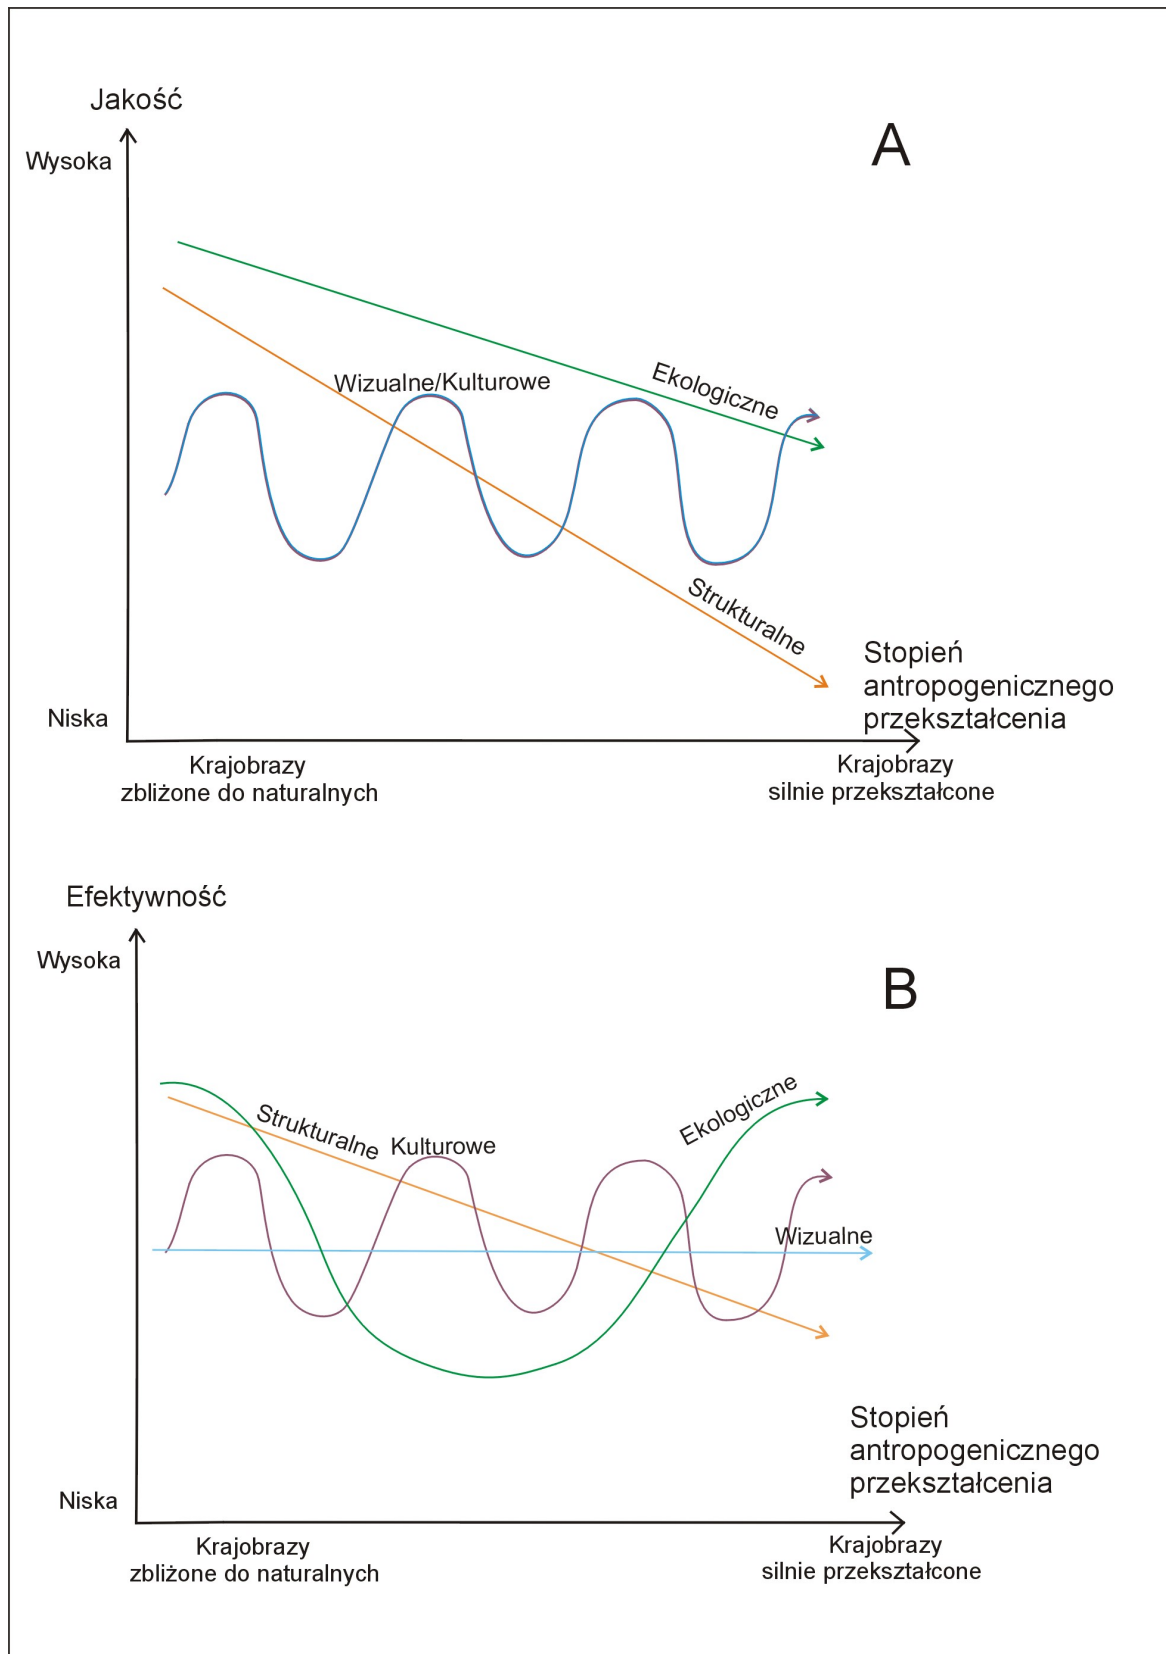 Jakość
A
Wysoka
Wizualne/Kulturowe
Ekologiczne
Strukturalne
Stopień
antropogenicznego
przekształcenia
Niska
Krajobrazy
zbliżone do naturalnych
Krajobrazy
silnie przekształcone
Efektywność
Wysoka
B
Strukturalne
Kulturowe
Ekologiczne
Wizualne
Stopień
antropogenicznego
przekształcenia
Niska
Krajobrazy
zbliżone do naturalnych
Krajobrazy
silnie przekształcone